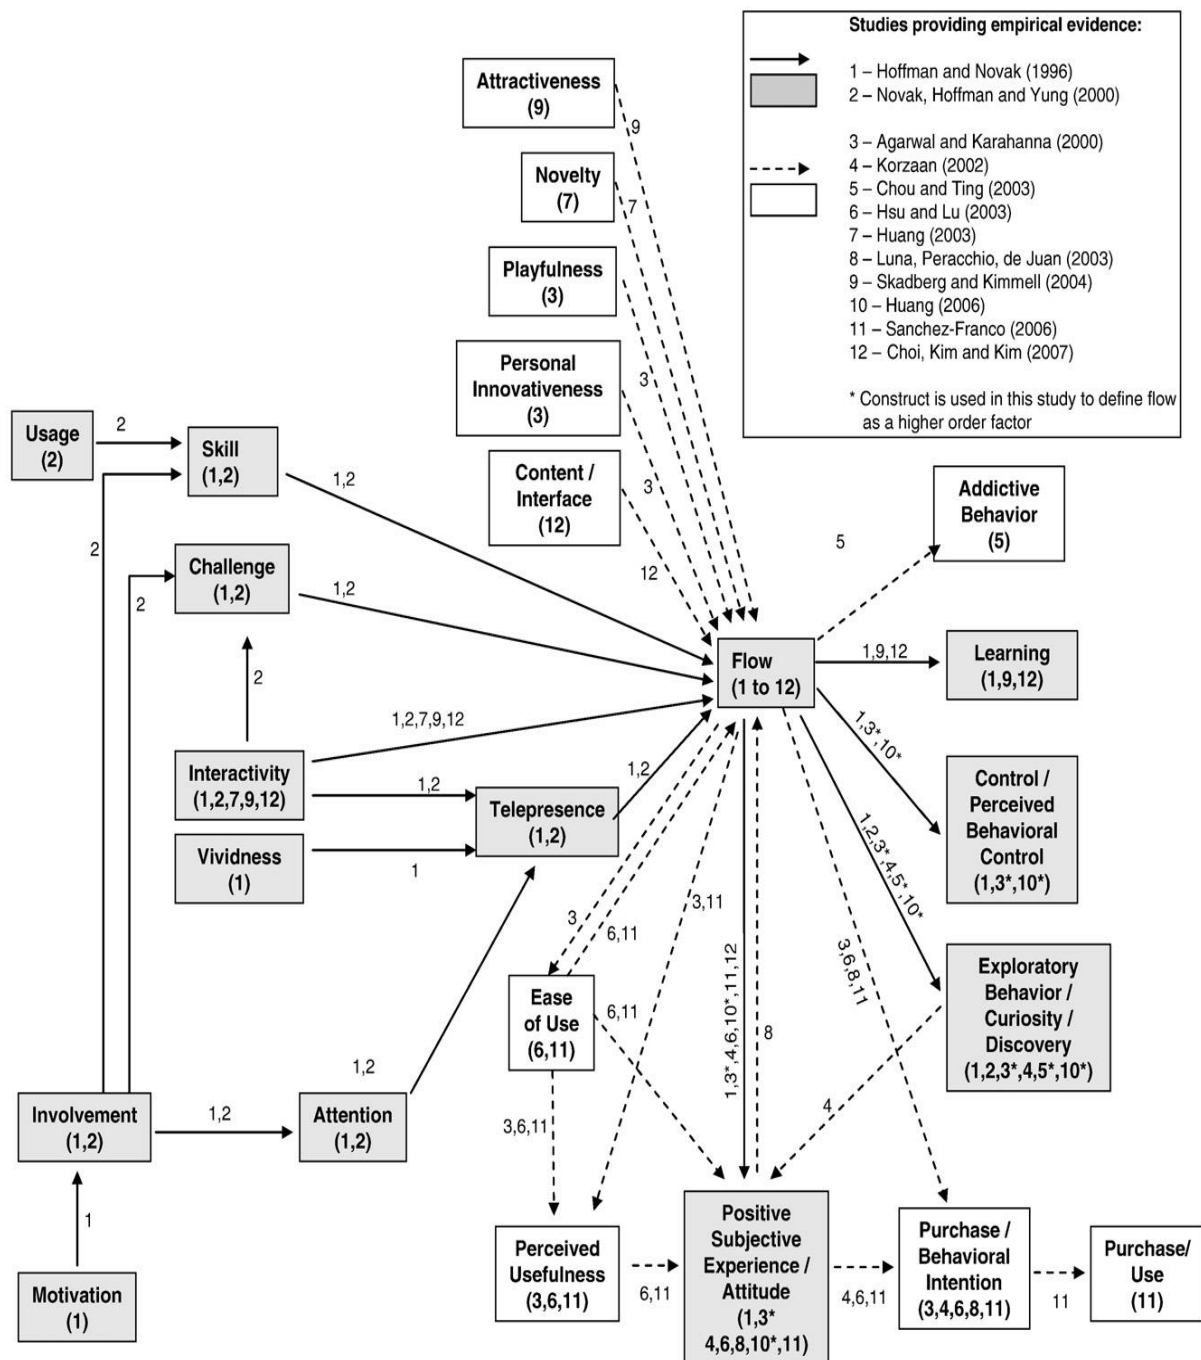 Studies providing empirical evidence:
1 – Hoffman and Novak (1996)
2 – Novak, Hoffman and Yung (2000)
3 – Agarwal and Karahanna (2000)
4 – Korzaan (2002)
5 – Chou and Ting (2003)
6 – Hsu and Lu (2003)
7 – Huang (2003)
8 – Luna, Peracchio, de Juan (2003)
9 – Skadberg and Kimmell (2004)
10 – Huang (2006)
11 – Sanchez-Franco (2006)
12 – Choi, Kim and Kim (2007)
* Construct is used in this study to define flow
as a higher order factor
Attractiveness
(9)
9
Novelty
(7)
7
Playfulness
(3)
3
Personal
Innovativeness
(3)
3
Content /
Interface
(12)
12
Usage
(2)
2
Skill
(1,2)
1,2
2
Challenge
(1,2)
1,2
2
2
Interactivity
(1,2,7,9,12)
1,2,7,9,12
1,2
Vividness
(1)
1
Telepresence
(1,2)
1,2
Flow
(1 to 12)
5
Addictive
Behavior
(5)
1,9,12
Learning
(1,9,12)
1,3*,10*
Control /
Perceived
Behavioral
Control
(1,3*,10*)
1,2,3*,4,5*,10*
Exploratory
Behavior /
Curiosity /
Discovery
(1,2,3*,4,5*,10*)
3
6,11
3,11
1,3*,4,6,10*,11,12
8
3,6,8,11
4
Ease
of Use
(6,11)
6,11
3,6,11
Involvement
(1,2)
1,2
Attention
(1,2)
1,2
1
Motivation
(1)
Perceived
Usefulness
(3,6,11)
6,11
Positive
Subjective
Experience /
Attitude
(1,3*
4,6,8,10*,11)
4,6,11
Purchase /
Behavioral
Intention
(3,4,6,8,11)
11
Purchase/
Use
(11)